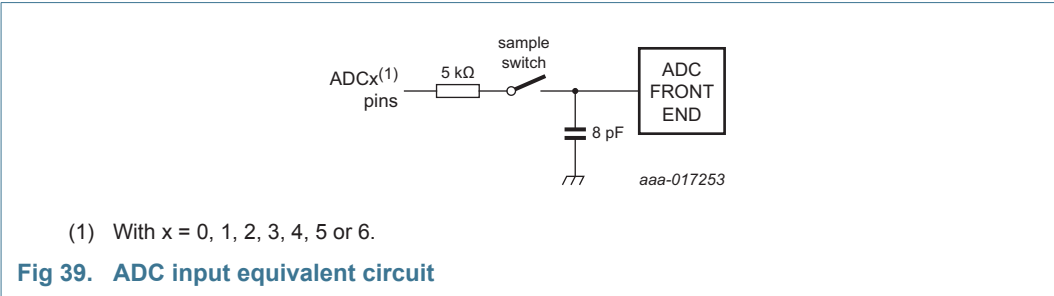 sample
switch
ADCx(1)
pins
5 kΩ
ADC
FRONT
END
8 pF
aaa-017253
(1) With x = 0, 1, 2, 3, 4, 5 or 6.
Fig 39. ADC input equivalent circuit